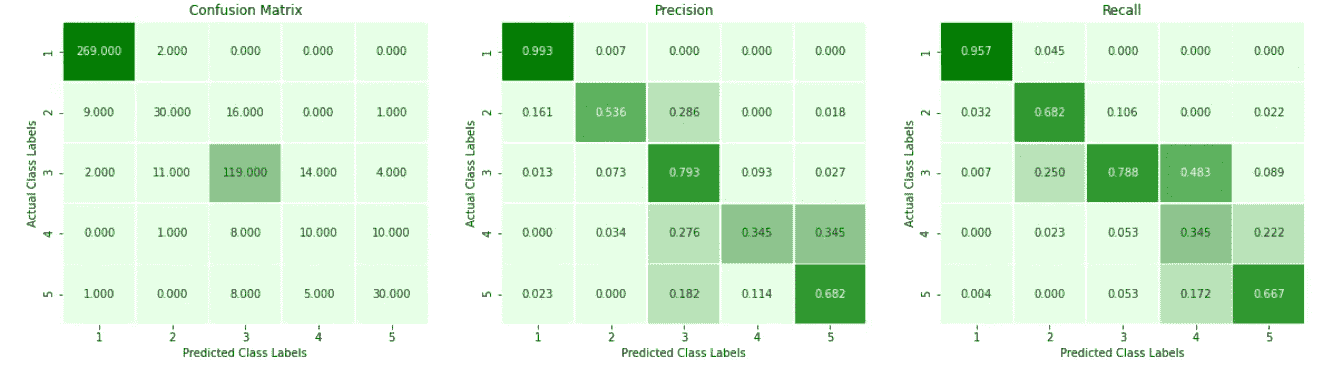 Confusion Matrix Precision Recall
1 269.000 2.000 0.000 0.000 0.000 1 0.993 0.007 0.000 0.000 0.000 1 0.957 0.045 0.000 0.000 0.000
2 9.000 30.000 16.000 0.000 1.000 2 0.161 0.536 0.286 0.000 0.018 2 0.032 0.682 0.106 0.000 0.022
Actual Class Labels Actual Class Labels Actual Class Labels
3 2.000 11.000 119.000 14.000 4.000 3 0.013 0.073 0.793 0.093 0.027 3 0.007 0.250 0.788 0.483 0.089
4 0.000 1.000 8.000 10.000 10.000 4 0.000 0.034 0.276 0.345 0.345 4 0.000 0.023 0.053 0.345 0.222
5 1.000 0.000 8.000 5.000 30.000 5 0.023 0.000 0.182 0.114 0.682 5 0.004 0.000 0.053 0.172 0.667
1 2 3 4 5 1 2 3 4 5 1 2 3 4 5
Predicted Class Labels Predicted Class Labels Predicted Class Labels